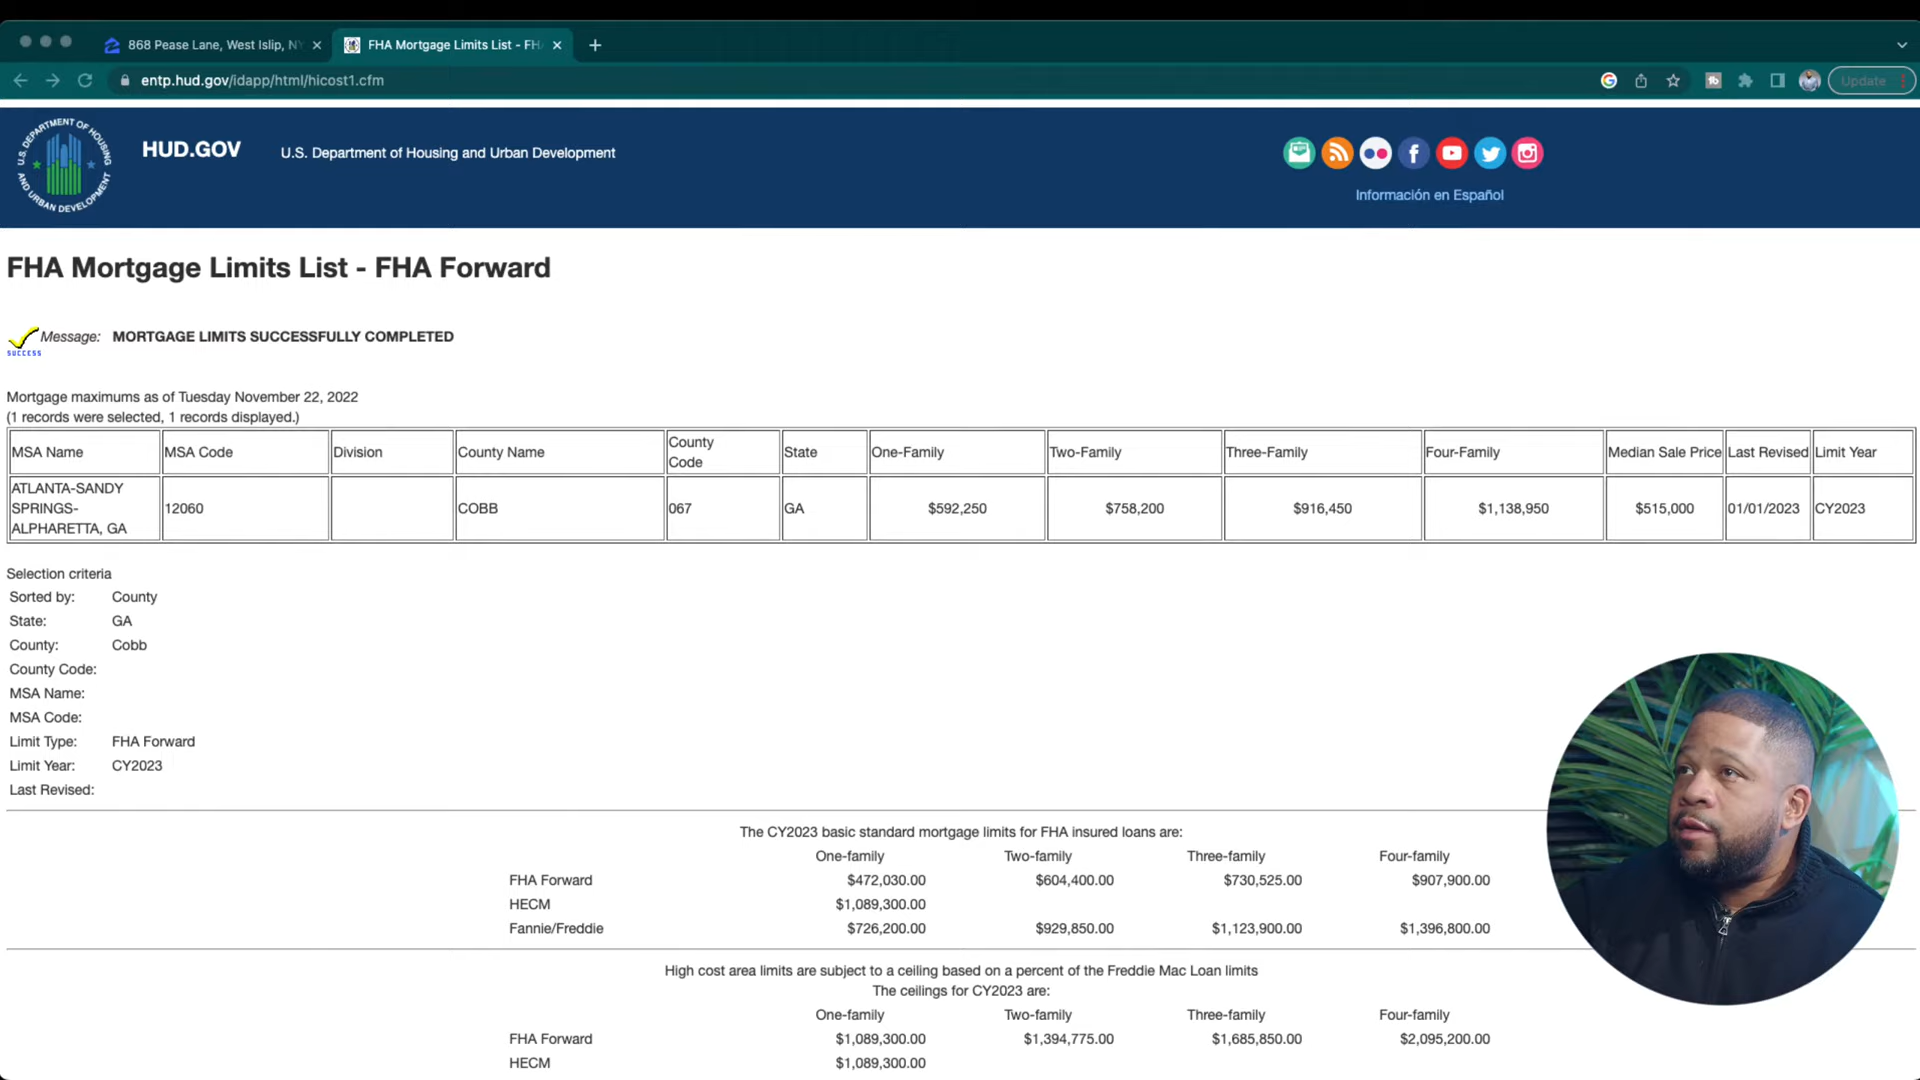 868 Pease Lane, West Islip, NY
FHA Mortgage Limits List - FHA
entp.hud.gov/idapp/html/hicost1.cfm
Update
U.S. DEPARTMENT OF HOUSING AND URBAN DEVELOPMENT
HUD.GOV
U.S. Department of Housing and Urban Development
Información en Español
FHA Mortgage Limits List - FHA Forward
SUCCESS
Message: MORTGAGE LIMITS SUCCESSFULLY COMPLETED
Mortgage maximums as of Tuesday November 22, 2022
(1 records were selected, 1 records displayed.)
MSA Name MSA Code Division County Name County Code State One-Family Two-Family Three-Family Four-Family Median Sale Price Last Revised Limit Year
ATLANTA-SANDY SPRINGS-ALPHARETTA, GA 12060 COBB 067 GA $592,250 $758,200 $916,450 $1,138,950 $515,000 01/01/2023 CY2023
Selection criteria
Sorted by: County
State: GA
County: Cobb
County Code:
MSA Name:
MSA Code:
Limit Type: FHA Forward
Limit Year: CY2023
Last Revised:
The CY2023 basic standard mortgage limits for FHA insured loans are:
One-family Two-family Three-family Four-family
FHA Forward $472,030.00 $604,400.00 $730,525.00 $907,900.00
HECM $1,089,300.00
Fannie/Freddie $726,200.00 $929,850.00 $1,123,900.00 $1,396,800.00
High cost area limits are subject to a ceiling based on a percent of the Freddie Mac Loan limits
The ceilings for CY2023 are:
One-family Two-family Three-family Four-family
FHA Forward $1,089,300.00 $1,394,775.00 $1,685,850.00 $2,095,200.00
HECM $1,089,300.00